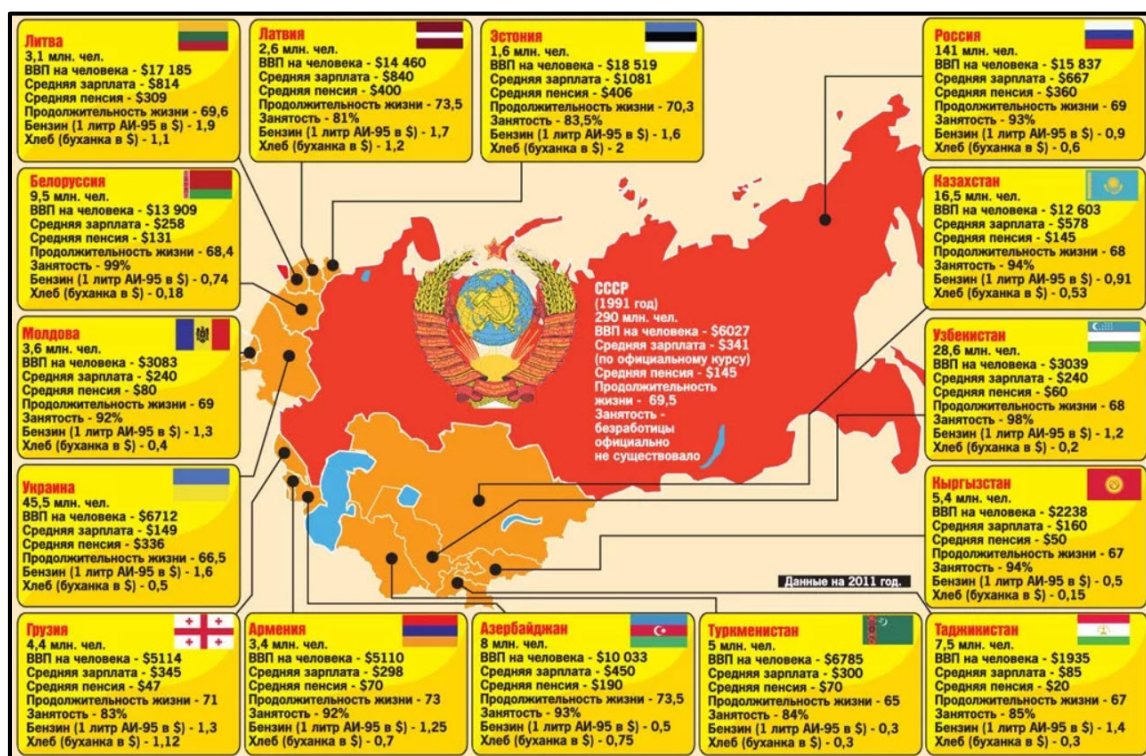 Литва
3,1 млн. чел.
ВВП на человека - $17 185
Средняя зарплата - $814
Средняя пенсия - $309
Продолжительность жизни - 69,6
Бензин (1 литр АИ-95 в $) - 1,9
Хлеб (буханка в $) - 1,1
Латвия
2,6 млн. чел.
ВВП на человека - $14 460
Средняя зарплата - $840
Средняя пенсия - $400
Продолжительность жизни - 73,5
Занятость - 81%
Бензин (1 литр АИ-95 в $) - 1,7
Хлеб (буханка в $) - 1,2
Эстония
1,6 млн. чел.
ВВП на человека - $18 519
Средняя зарплата - $1081
Средняя пенсия - $406
Продолжительность жизни - 70,3
Занятость - 83,5%
Бензин (1 литр АИ-95 в $) - 1,6
Хлеб (буханка в $) - 2
Россия
141 млн. чел.
ВВП на человека - $15 837
Средняя зарплата - $667
Средняя пенсия - $360
Продолжительность жизни - 69
Занятость - 93%
Бензин (1 литр АИ-95 в $) - 0,9
Хлеб (буханка в $) - 0,6
Белоруссия
9,5 млн. чел.
ВВП на человека - $13 909
Средняя зарплата - $258
Средняя пенсия - $131
Продолжительность жизни - 68,4
Занятость - 99%
Бензин (1 литр АИ-95 в $) - 0,74
Хлеб (буханка в $) - 0,18
Казахстан
16,5 млн. чел.
ВВП на человека - $12 603
Средняя зарплата - $578
Средняя пенсия - $145
Продолжительность жизни - 68
Занятость - 94%
Бензин (1 литр АИ-95 в $) - 0,91
Хлеб (буханка в $) - 0,53
СССР
(1991 год)
290 млн. чел.
ВВП на человека - $6027
Средняя зарплата - $341
(по официальному курсу)
Средняя пенсия - $145
Продолжительность
жизни - 69,5
Занятость -
безработицы
официально
не существовало
Молдова
3,6 млн. чел.
ВВП на человека - $3083
Средняя зарплата - $240
Средняя пенсия - $80
Продолжительность жизни - 69
Занятость - 92%
Бензин (1 литр АИ-95 в $) - 1,3
Хлеб (буханка в $) - 0,4
Узбекистан
28,6 млн. чел.
ВВП на человека - $3039
Средняя зарплата - $240
Средняя пенсия - $60
Продолжительность жизни - 68
Занятость - 98%
Бензин (1 литр АИ-95 в $) - 1,2
Хлеб (буханка в $) - 0,2
Украина
45,5 млн. чел.
ВВП на человека - $6712
Средняя зарплата - $149
Средняя пенсия - $336
Продолжительность жизни - 66,5
Бензин (1 литр АИ-95 в $) - 1,6
Хлеб (буханка в $) - 0,5
Кыргызстан
5,4 млн. чел.
ВВП на человека - $2238
Средняя зарплата - $160
Средняя пенсия - $50
Продолжительность жизни - 67
Занятость - 94%
Бензин (1 литр АИ-95 в $) - 0,5
Хлеб (буханка в $) - 0,15
Данные на 2011 год.
Грузия
4,4 млн. чел.
ВВП на человека - $5114
Средняя зарплата - $345
Средняя пенсия - $47
Продолжительность жизни - 71
Занятость - 83%
Бензин (1 литр АИ-95 в $) - 1,3
Хлеб (буханка в $) - 1,12
Армения
3,4 млн. чел.
ВВП на человека - $5110
Средняя зарплата - $298
Средняя пенсия - $70
Продолжительность жизни - 73
Занятость - 92%
Бензин (1 литр АИ-95 в $) - 1,25
Хлеб (буханка в $) - 0,7
Азербайджан
8 млн. чел.
ВВП на человека - $10 033
Средняя зарплата - $450
Средняя пенсия - $190
Продолжительность жизни - 73,5
Занятость - 93%
Бензин (1 литр АИ-95 в $) - 0,5
Хлеб (буханка в $) - 0,75
Туркменистан
5 млн. чел.
ВВП на человека - $6785
Средняя зарплата - $300
Средняя пенсия - $70
Продолжительность жизни - 65
Занятость - 84%
Бензин (1 литр АИ-95 в $) - 0,3
Хлеб (буханка в $) - 0,3
Таджикистан
7,5 млн. чел.
ВВП на человека - $1935
Средняя зарплата - $85
Средняя пенсия - $20
Продолжительность жизни - 67
Занятость - 85%
Бензин (1 литр АИ-95 в $) - 1,4
Хлеб (буханка в $) - 0,3